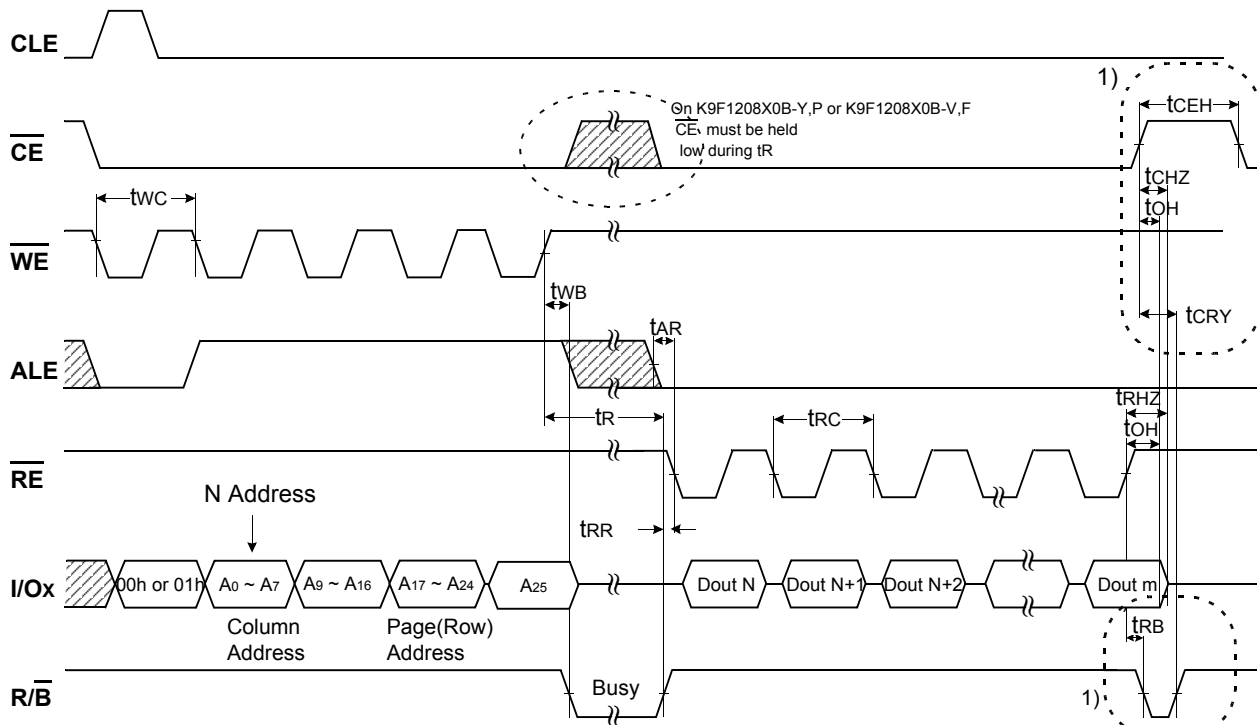 CLE
1)
On K9F1208X0B-Y,P or K9F1208X0B-V,F
CE must be held
low during tR
tCEH
CE
tCHZ
tOH
tWC
WE
tWB
tCRY
tAR
ALE
tR
tRC
tRHZ
tOH
RE
N Address
tRR
I/Ox
00h or 01h
A0 ~ A7
A9 ~ A16
A17 ~ A24
A25
Dout N
Dout N+1
Dout N+2
Dout m
Column
Address
Page(Row)
Address
tRB
R/B
Busy
1)